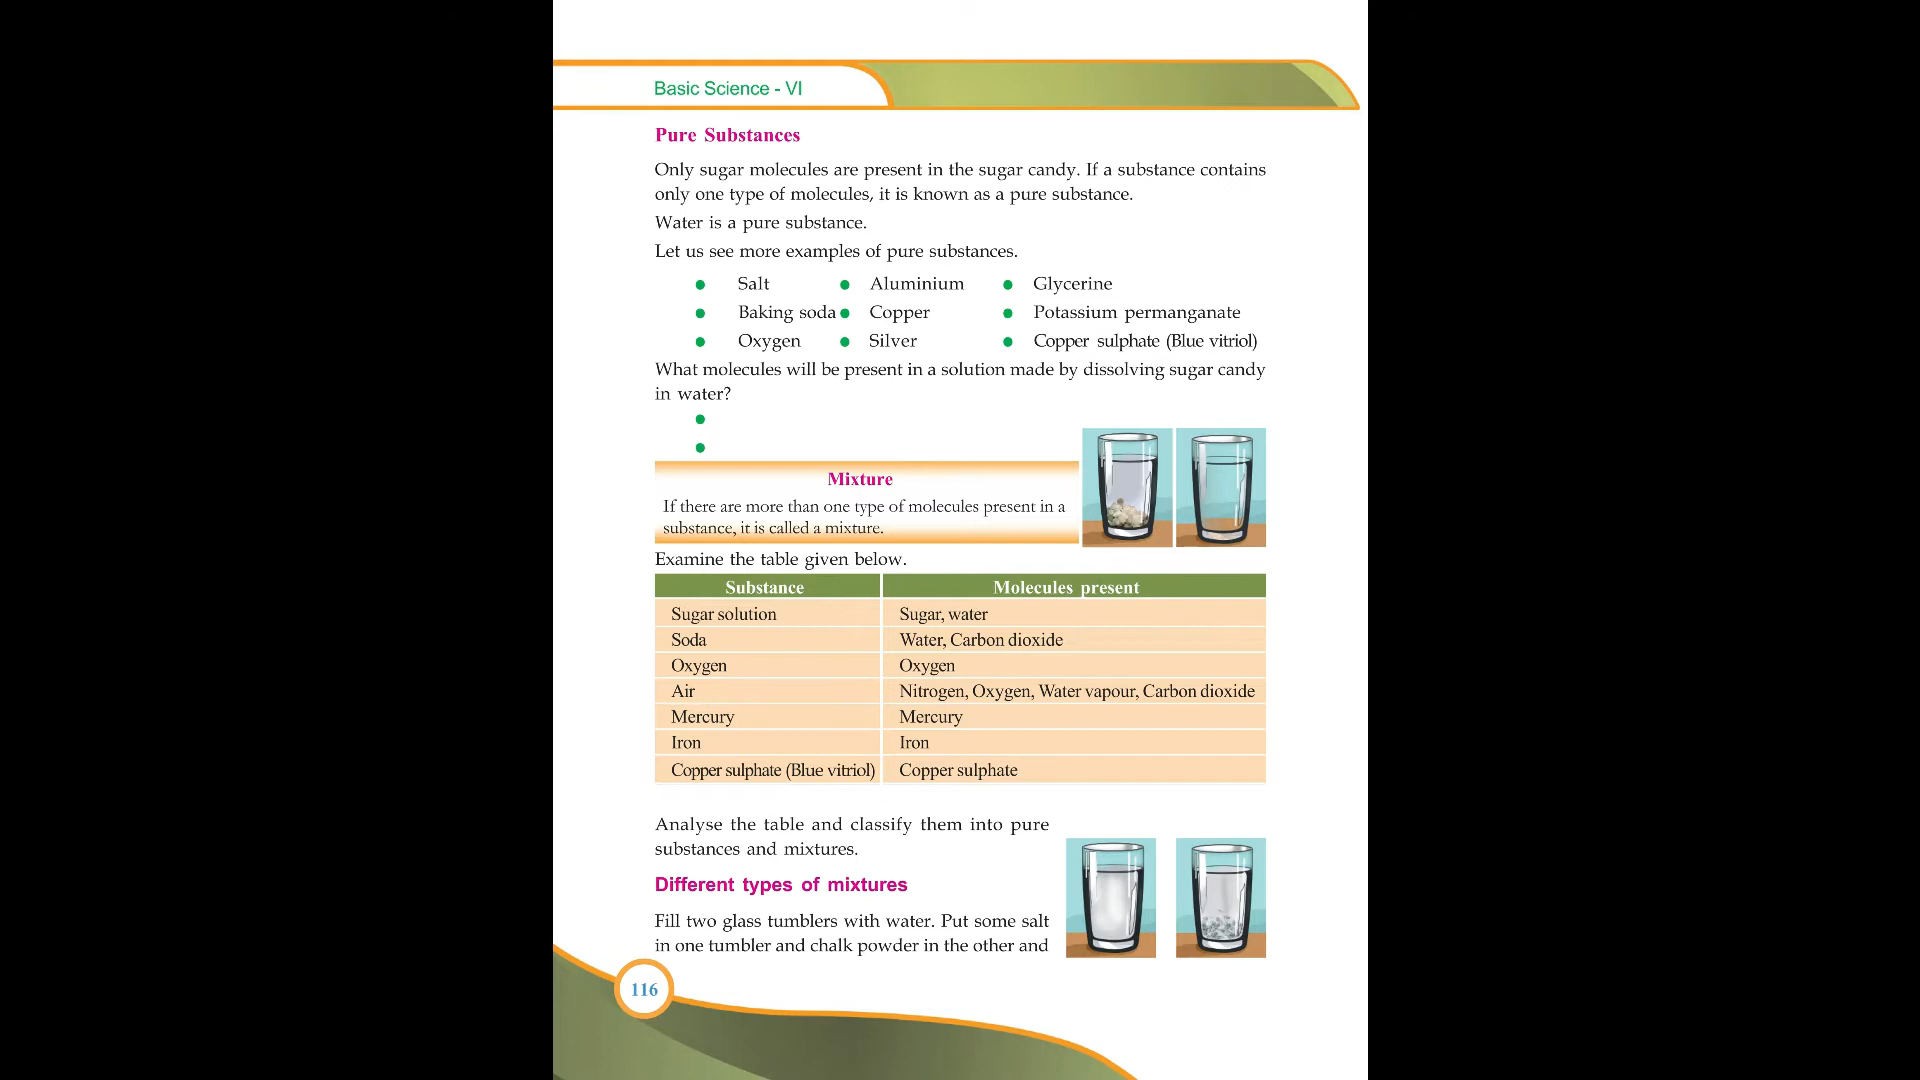 Basic Science - VI
Pure Substances
Only sugar molecules are present in the sugar candy. If a substance contains
only one type of molecules, it is known as a pure substance.
Water is a pure substance.
Let us see more examples of pure substances.
Salt Aluminium Glycerine
Baking soda Copper Potassium permanganate
Oxygen Silver Copper sulphate (Blue vitriol)
What molecules will be present in a solution made by dissolving sugar candy
in water?
Mixture
If there are more than one type of molecules present in a
substance, it is called a mixture.
Examine the table given below.
Substance Molecules present
Sugar solution Sugar, water
Soda Water, Carbon dioxide
Oxygen Oxygen
Air Nitrogen, Oxygen, Water vapour, Carbon dioxide
Mercury Mercury
Iron Iron
Copper sulphate (Blue vitriol) Copper sulphate
Analyse the table and classify them into pure
substances and mixtures.
Different types of mixtures
Fill two glass tumblers with water. Put some salt
in one tumbler and chalk powder in the other and
116